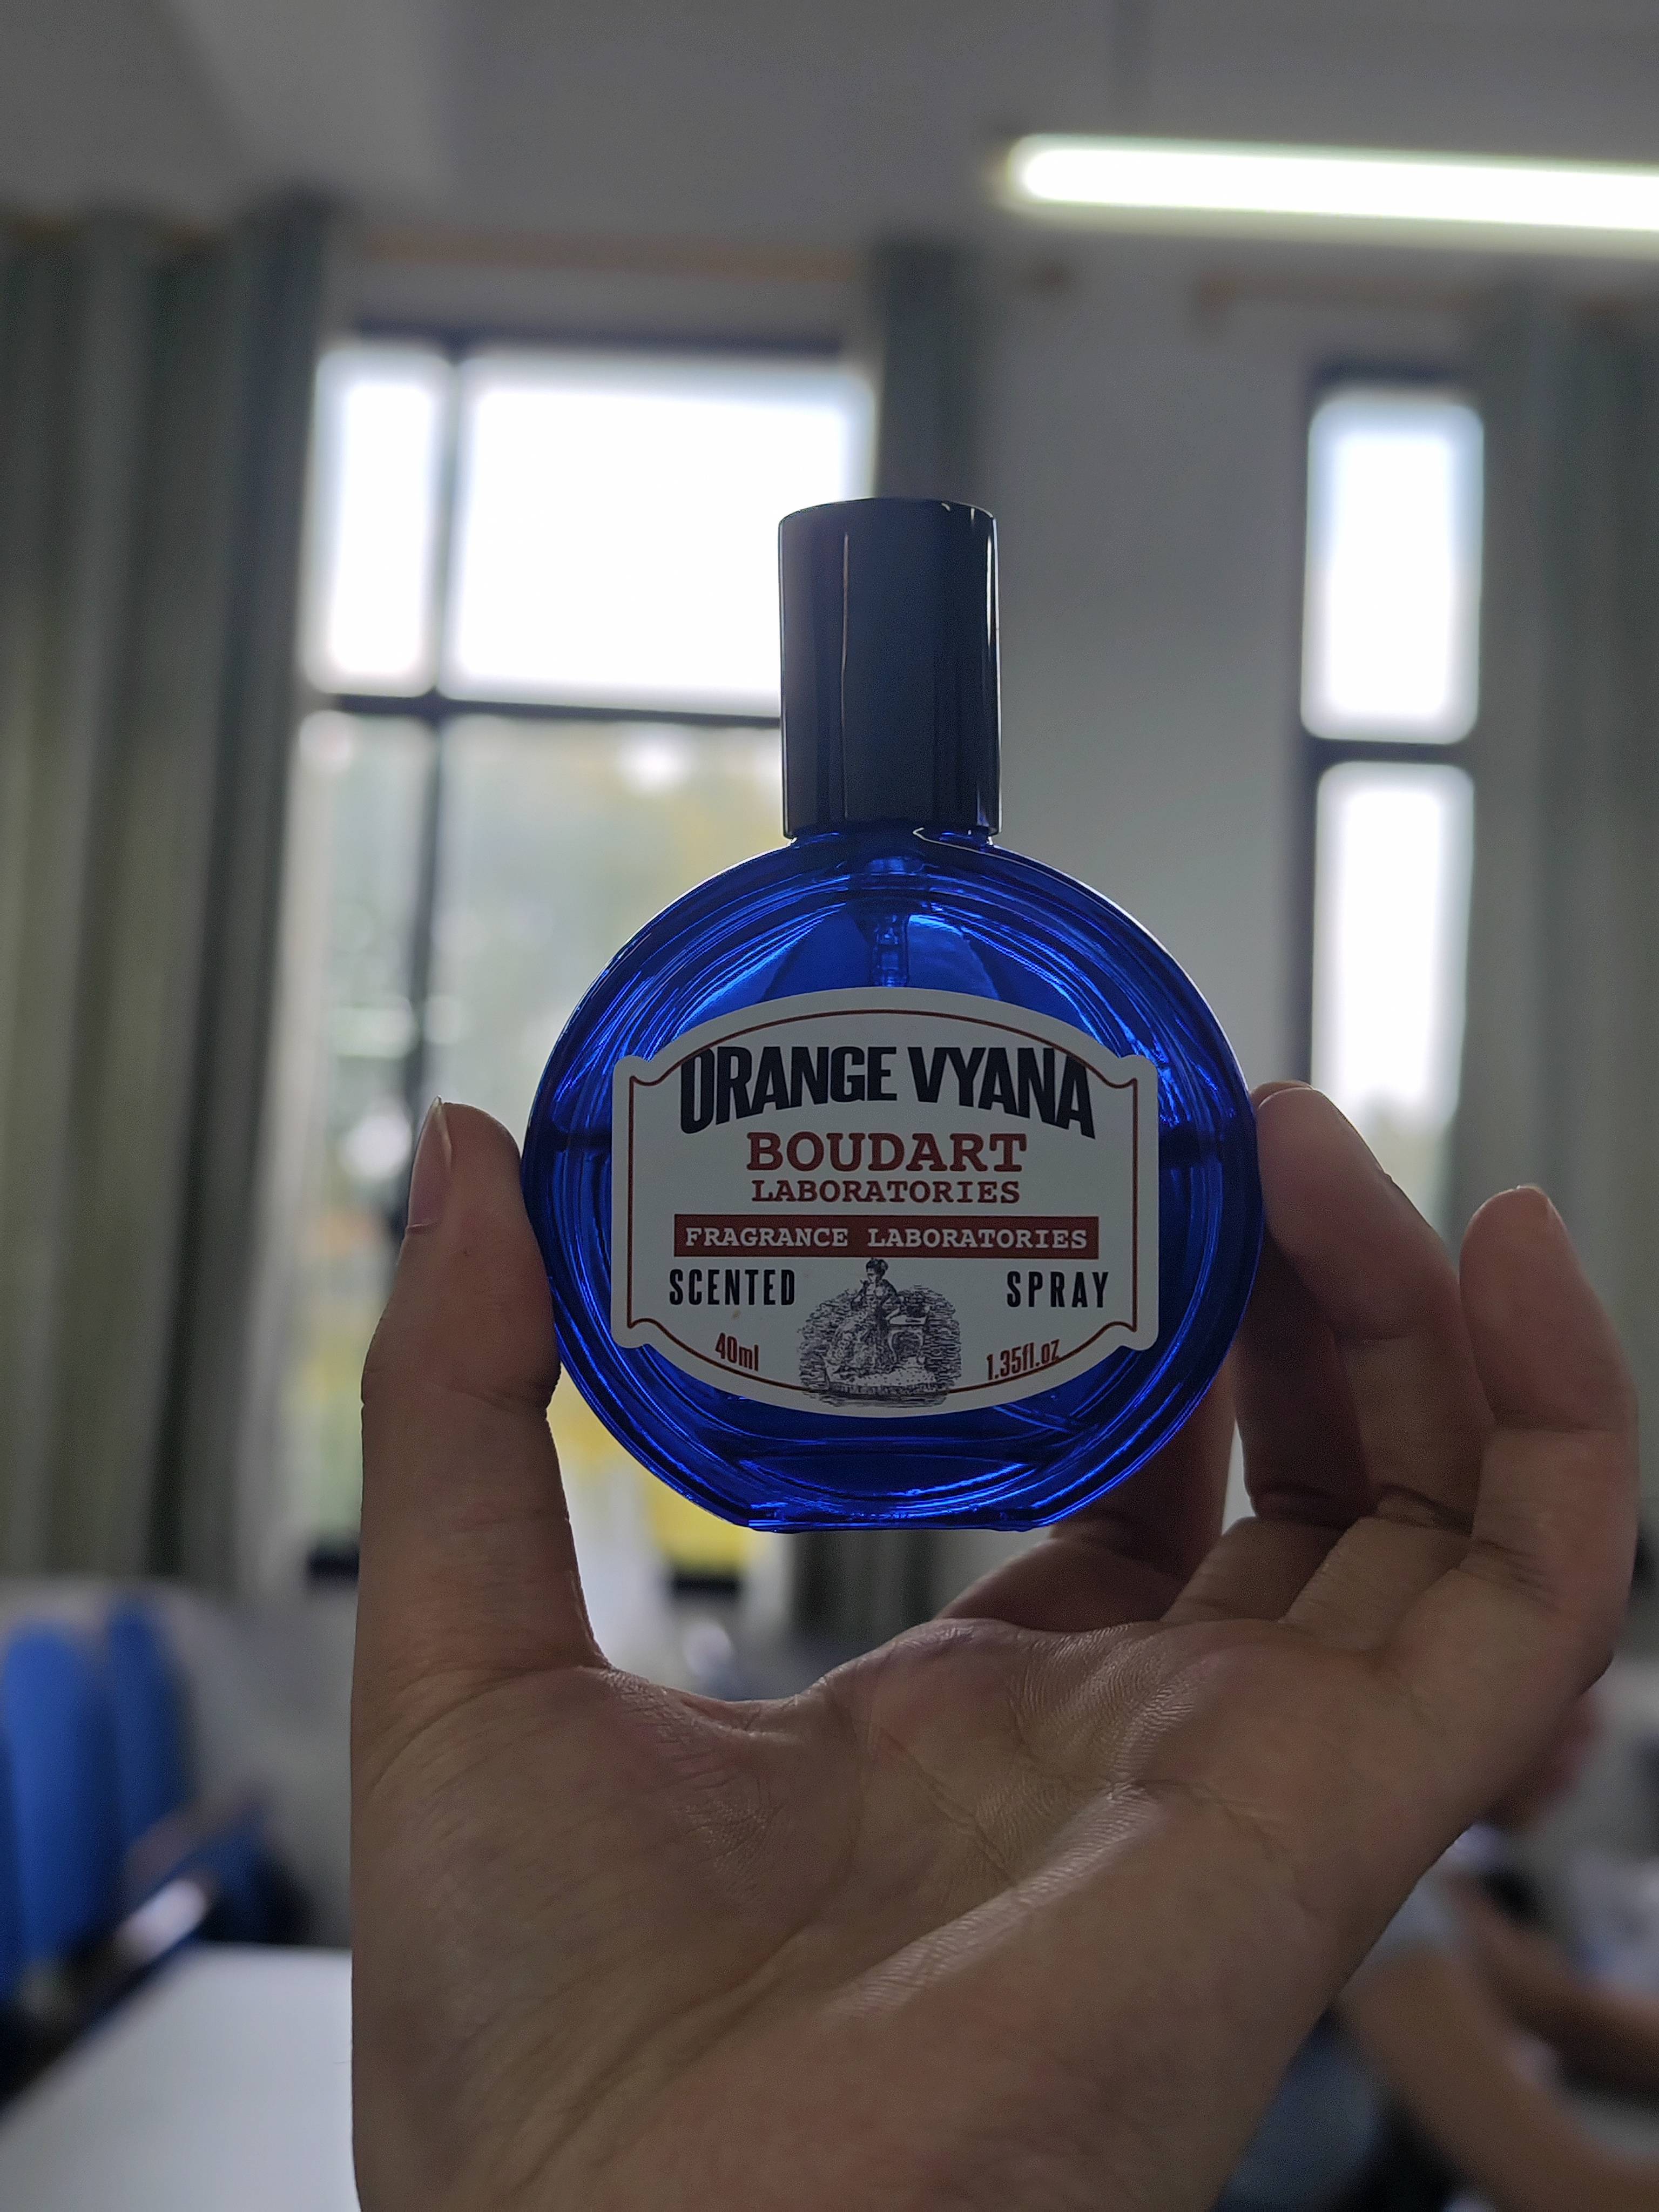 ORANGE VYANA
BOUDART
LABORATORIES
FRAGRANCE LABORATORIES
SCENTED SPRAY
40ml 1.35fl.oz